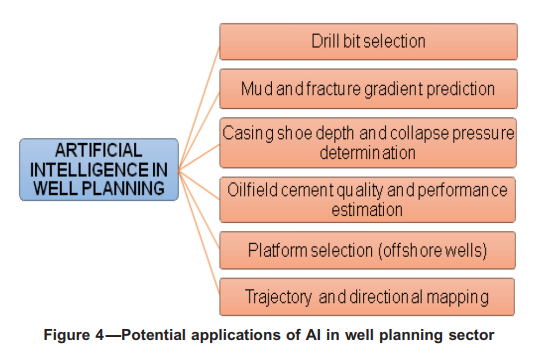 Drill bit selection
Mud and fracture gradient prediction
Casing shoe depth and collapse pressure
determination
ARTIFICIAL
INTELLIGENCE IN
WELL PLANNING
Oilfield cement quality and performance
estimation
Platform selection (offshore wells)
Trajectory and directional mapping
Figure 4—Potential applications of AI in well planning sector